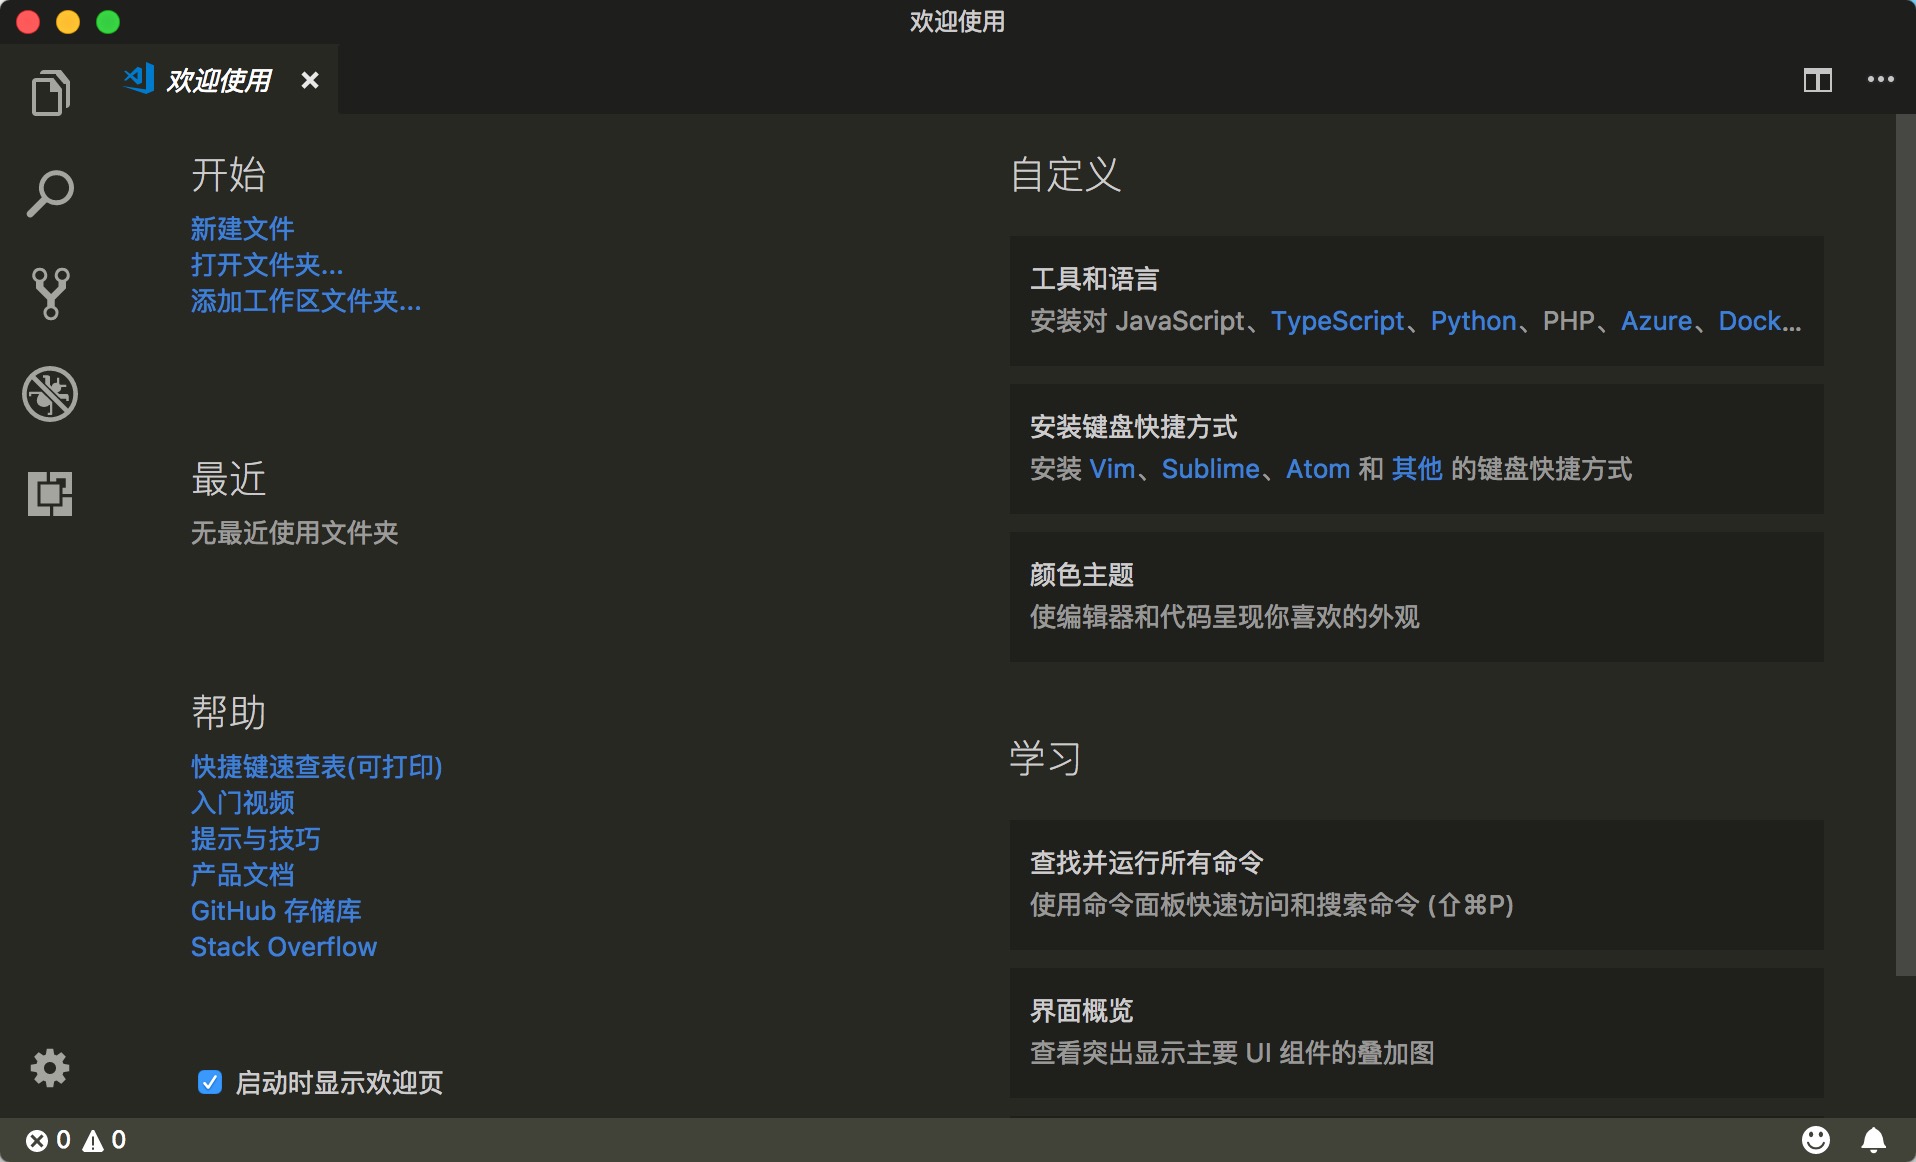 欢迎使用
欢迎使用
开始
新建文件
打开文件夹...
添加工作区文件夹...
最近
无最近使用文件夹
帮助
快捷键速查表(可打印)
入门视频
提示与技巧
产品文档
GitHub 存储库
Stack Overflow
启动时显示欢迎页
自定义
工具和语言
安装对 JavaScript、TypeScript、Python、PHP、Azure、Dock...
安装键盘快捷方式
安装 Vim、Sublime、Atom 和 其他 的键盘快捷方式
颜色主题
使编辑器和代码呈现你喜欢的外观
学习
查找并运行所有命令
使用命令面板快速访问和搜索命令 (⇧⌘P)
界面概览
查看突出显示主要 UI 组件的叠加图
0 0